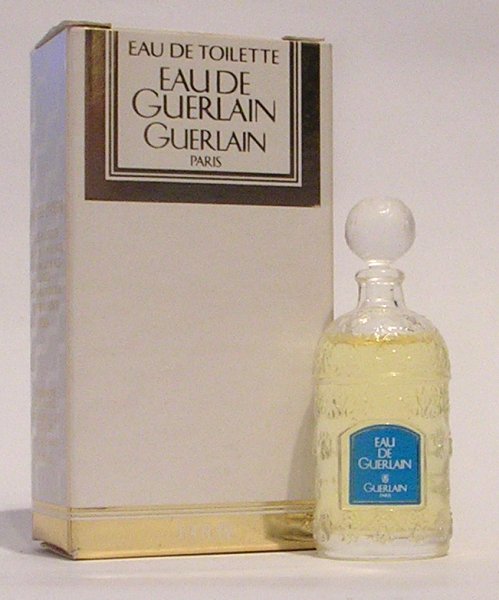 EAU DE TOILETTE
EAU DE
GUERLAIN
GUERLAIN
PARIS
EAU
DE
GUERLAIN
GUERLAIN
PARIS